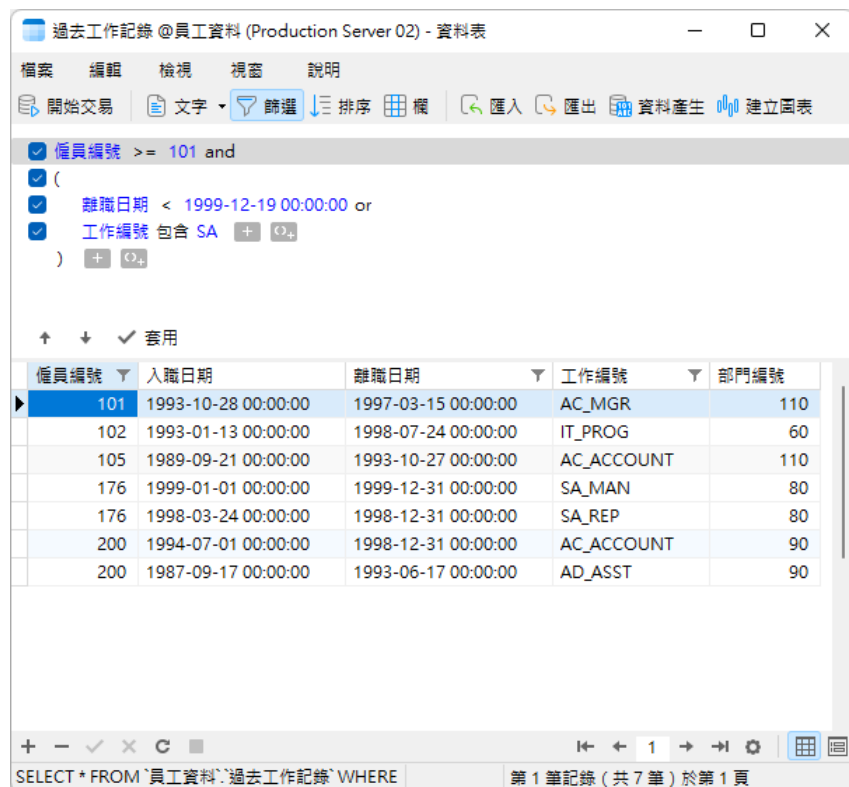 過去工作記錄 @員工資料 (Production Server 02) - 資料表
檔案 編輯 檢視 視窗 說明
開始交易 文字 篩選 排序 欄 匯入 匯出 資料產生 建立圖表
僱員編號 >= 101 and
(
離職日期 < 1999-12-19 00:00:00 or
工作編號 包含 SA
)
套用
僱員編號 入職日期 離職日期 工作編號 部門編號
101 1993-10-28 00:00:00 1997-03-15 00:00:00 AC_MGR 110
102 1993-01-13 00:00:00 1998-07-24 00:00:00 IT_PROG 60
105 1989-09-21 00:00:00 1993-10-27 00:00:00 AC_ACCOUNT 110
176 1999-01-01 00:00:00 1999-12-31 00:00:00 SA_MAN 80
176 1998-03-24 00:00:00 1998-12-31 00:00:00 SA_REP 80
200 1994-07-01 00:00:00 1998-12-31 00:00:00 AC_ACCOUNT 90
200 1987-09-17 00:00:00 1993-06-17 00:00:00 AD_ASST 90
1
SELECT * FROM `員工資料`.`過去工作記錄` WHERE 第 1 筆記錄 ( 共 7 筆 ) 於第 1 頁